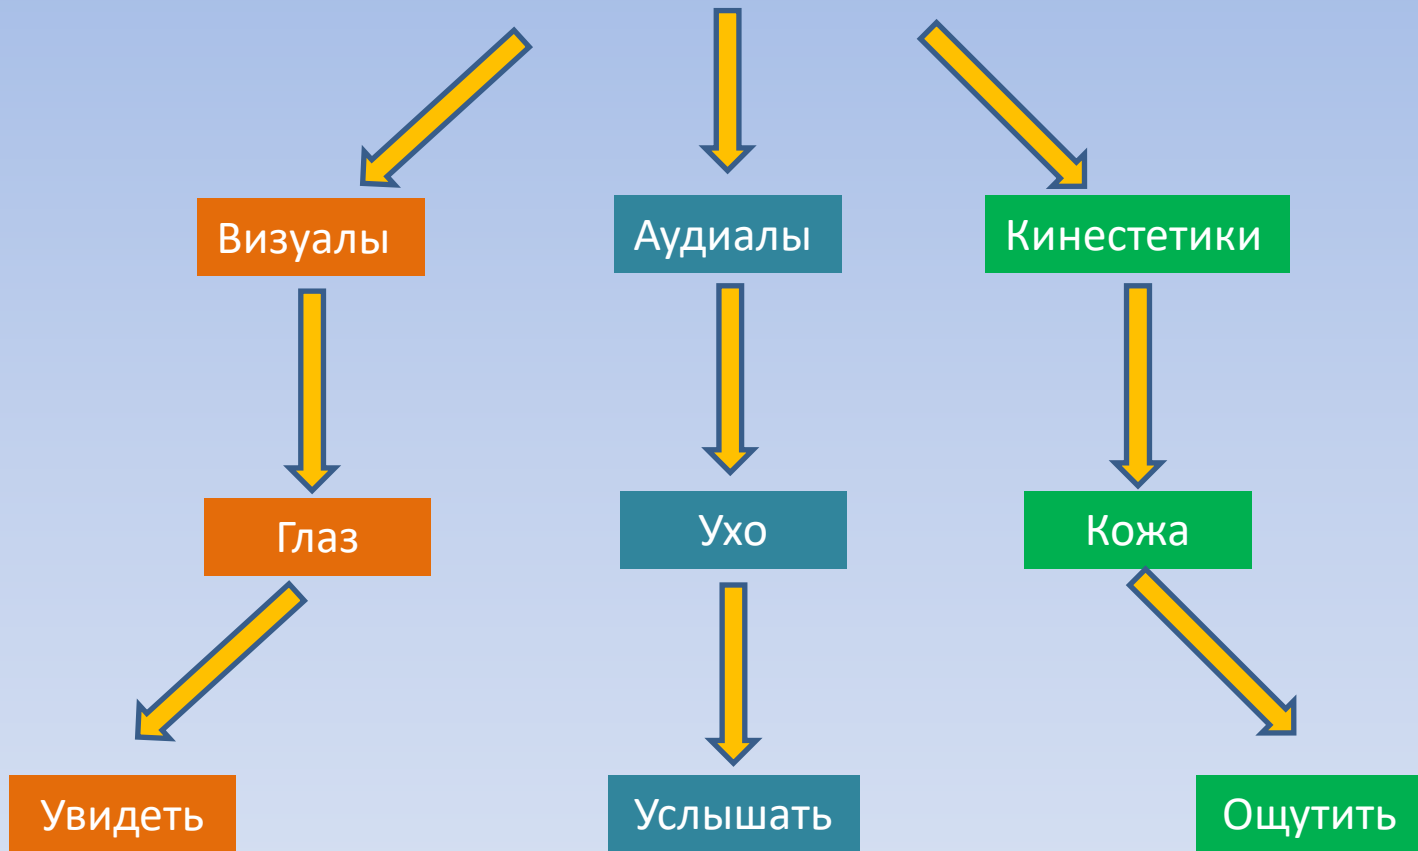 Визуалы
Аудиалы
Кинестетики
Глаз
Ухо
Кожа
Увидеть
Услышать
Ощутить